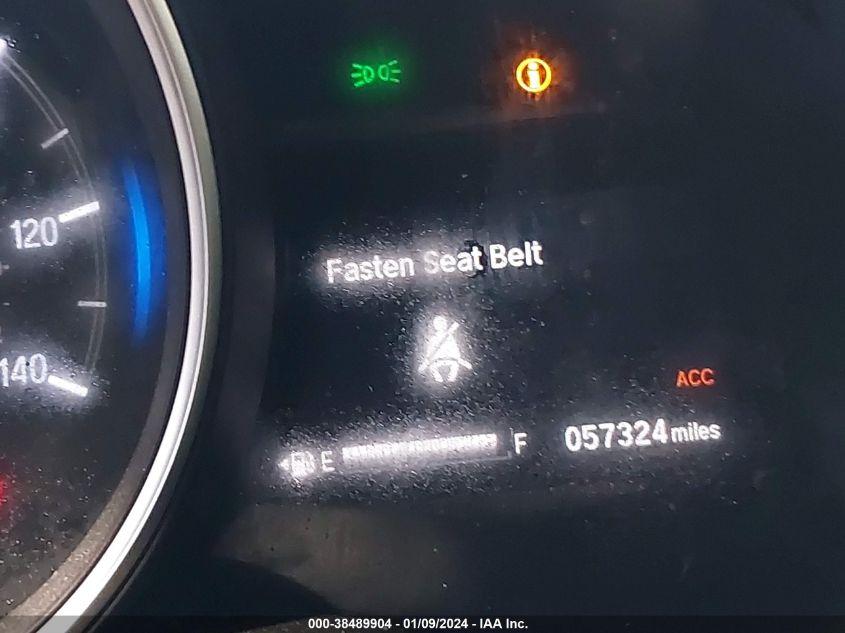 120
Fasten Seat Belt
140
ACC
E F 057324 miles
000-38489904 - 01/09/2024 - IAA Inc.